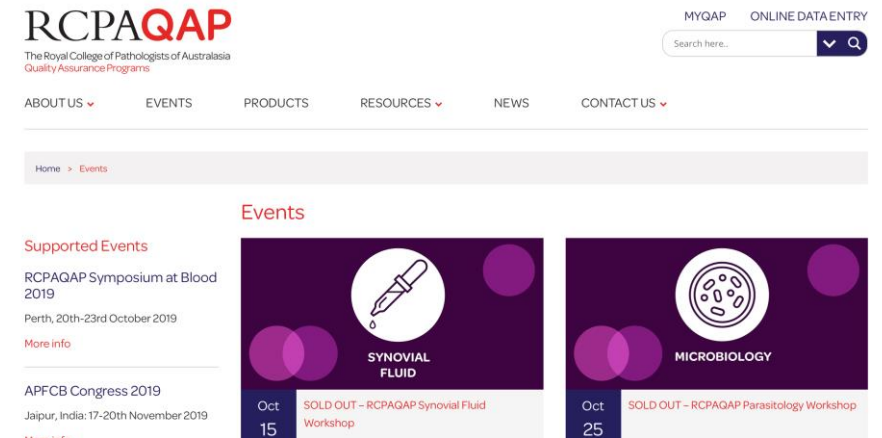 RCPAQAP
The Royal College of Pathologists of Australasia
Quality Assurance Programs
MYQAP
ONLINE DATA ENTRY
Search here..
ABOUT US
EVENTS
PRODUCTS
RESOURCES
NEWS
CONTACT US
Home > Events
Events
Supported Events
RCPAQAP Symposium at Blood
2019
Perth, 20th-23rd October 2019
More info
APFCB Congress 2019
Jaipur, India: 17-20th November 2019
SYNOVIAL
FLUID
Oct
15
SOLD OUT – RCPAQAP Synovial Fluid
Workshop
MICROBIOLOGY
Oct
25
SOLD OUT – RCPAQAP Parasitology Workshop